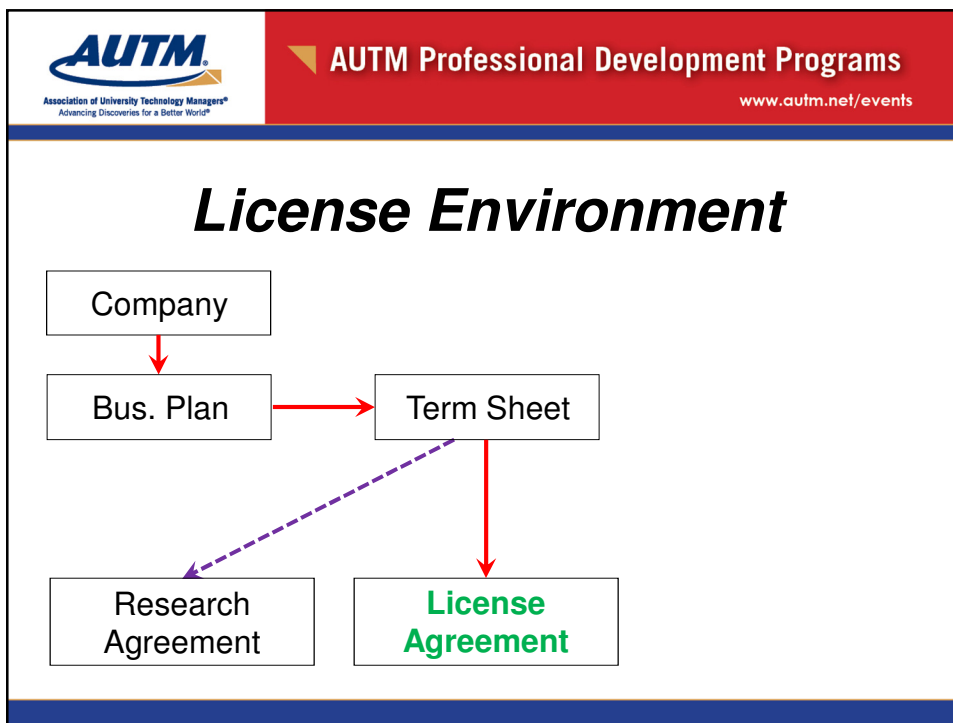 AUTM.
Association of University Technology Managers®
Advancing Discoveries for a Better World®
AUTM Professional Development Programs
www.autm.net/events
License Environment
Company
Bus. Plan
Term Sheet
Research
Agreement
License
Agreement